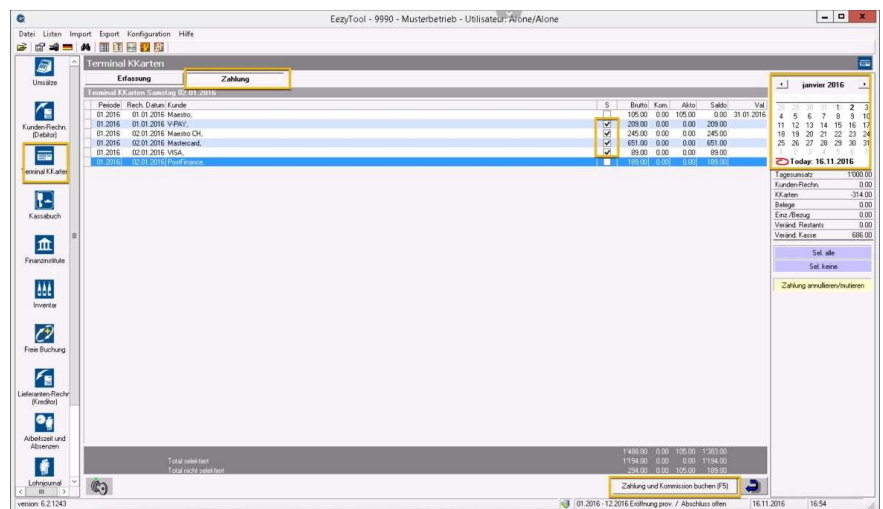 EezyTool - 9990 - Musterbetrieb - Utilisateur: Alone/Alone
Datei Listen Import Export Konfiguration Hilfe
Terminal KKarten
Erfassung Zahlung
Terminal KKarten Samstag 02.01.2016
Periode Rech. Datum Kunde S Brutto Kom. Akto Saldo Val.
01.2016 01.01.2016 Maestro, 105.00 0.00 105.00 0.00 31.01.2016
01.2016 01.01.2016 V-PAY, 209.00 0.00 0.00 209.00
01.2016 02.01.2016 Maestro CH, 245.00 0.00 0.00 245.00
01.2016 02.01.2016 Mastercard, 651.00 0.00 0.00 651.00
01.2016 02.01.2016 VISA, 89.00 0.00 0.00 89.00
01.2016 02.01.2016 PostFinance, 189.00 0.00 0.00 189.00
1'488.00 0.00 105.00 1'383.00
Total selektiert 1'194.00 0.00 0.00 1'194.00
Total nicht selektiert 294.00 0.00 105.00 189.00
Zahlung und Kommission buchen (F5)
Umsätze
Kunden-Rechn.
(Debitor)
Terminal KKarten
Kassabuch
Finanzinstitute
Inventar
Freie Buchung
Lieferanten-Rechn
(Kreditor)
Arbeitszeit und
Absenzen
Lohnjournal
janvier 2016
28 29 30 31 1 2 3
4 5 6 7 8 9 10
11 12 13 14 15 16 17
18 19 20 21 22 23 24
25 26 27 28 29 30 31
1 2 3 4 5 6 7
Today: 16.11.2016
Tagesumsatz 1'000.00
Kunden-Rechn. 0.00
KKarten -314.00
Belege 0.00
Einz./Bezug 0.00
Veränd. Restants 0.00
Veränd. Kasse 686.00
Sel. alle
Sel. keine
Zahlung annullieren/mutieren
version: 6.2.1243
01.2016 - 12.2016 Eröffnung prov. / Abschluss offen 16.11.2016 16:54